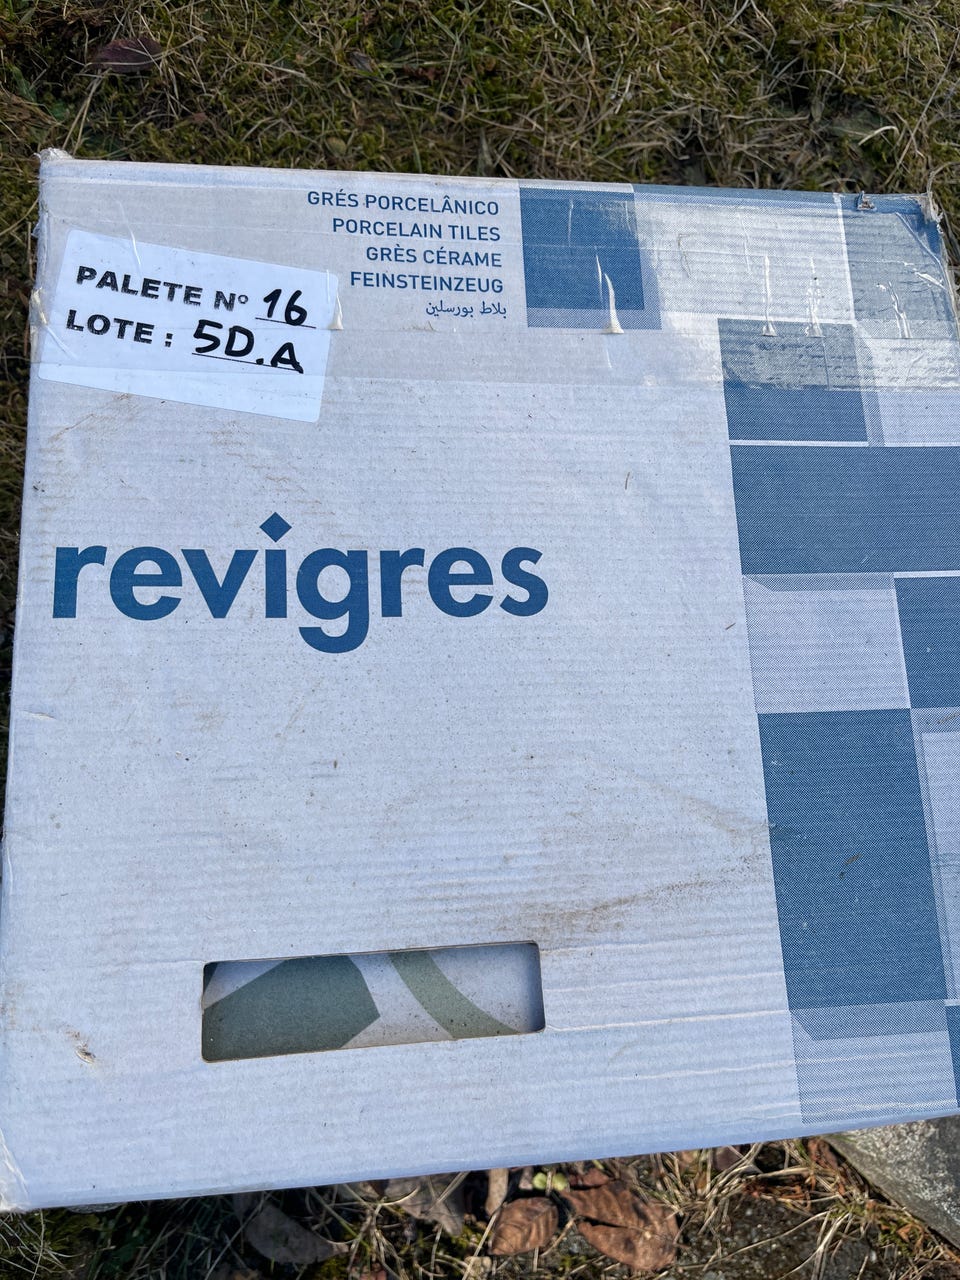 GRÉS PORCELÂNICO
PORCELAIN TILES
GRÈS CÉRAME
FEINSTEINZEUG
بلاط بورسلين
PALETE Nº 16
LOTE : 5D.A
revigres